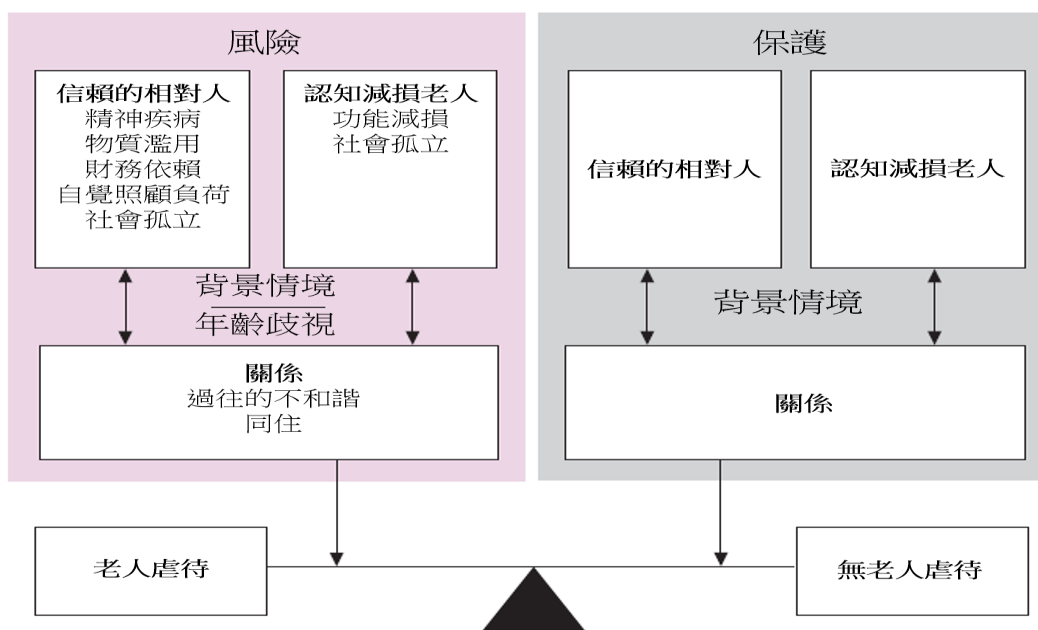 風險
信賴的相對人
精神疾病
物質濫用
財務依賴
自覺照顧負荷
社會孤立
認知減損老人
功能減損
社會孤立
背景情境
年齡歧視
關係
過往的不和諧
同住
保護
信賴的相對人
認知減損老人
背景情境
關係
老人虐待
無老人虐待